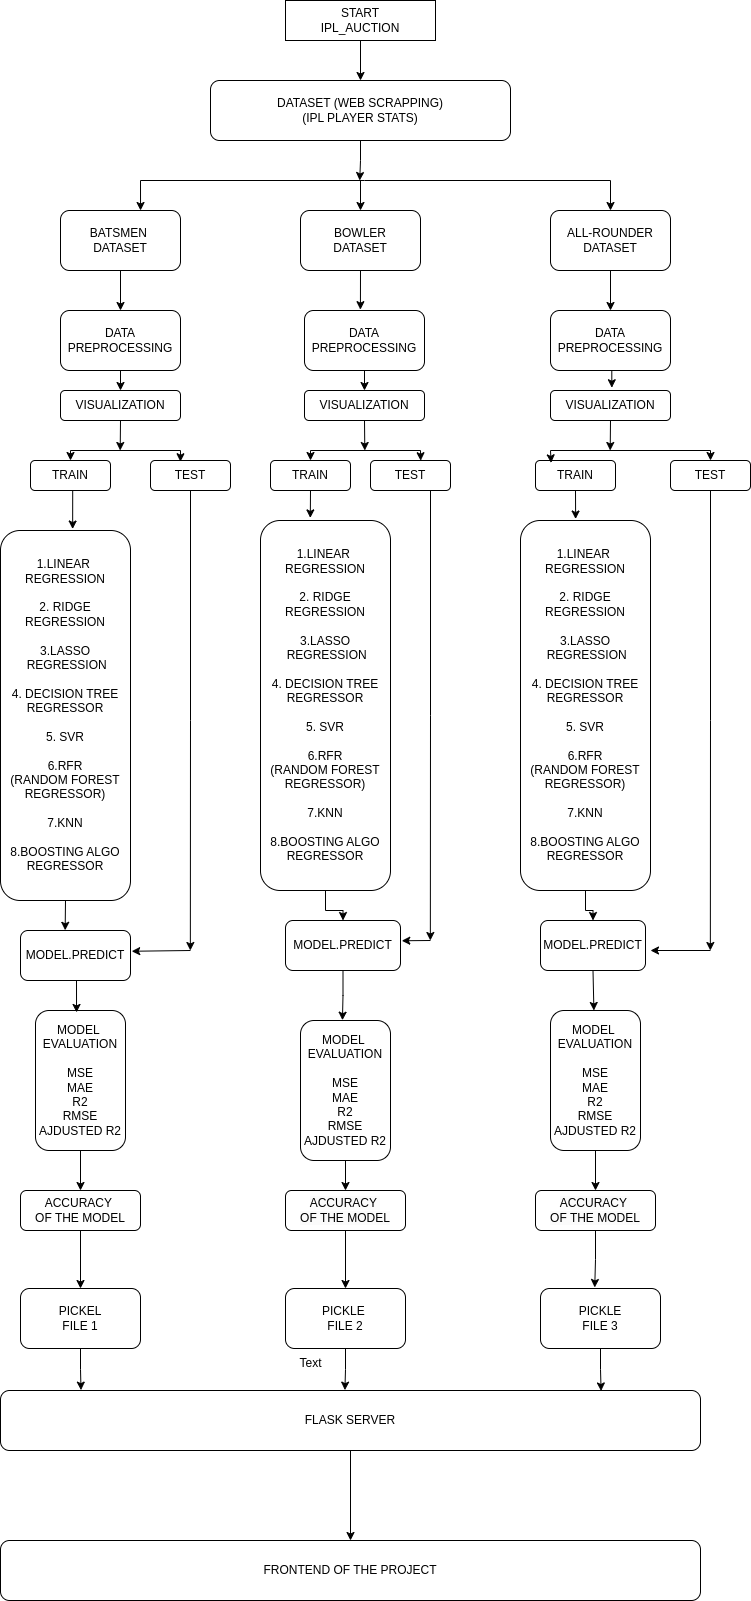 START
IPL_AUCTION
DATASET (WEB SCRAPPING)
(IPL PLAYER STATS)
BATSMEN
DATASET
BOWLER
DATASET
ALL-ROUNDER
DATASET
DATA
PREPROCESSING
DATA
PREPROCESSING
DATA
PREPROCESSING
VISUALIZATION
VISUALIZATION
VISUALIZATION
TRAIN
TEST
TRAIN
TEST
TRAIN
TEST
1.LINEAR
REGRESSION
2. RIDGE
REGRESSION
3.LASSO
REGRESSION
4. DECISION TREE
REGRESSOR
5. SVR
6.RFR
(RANDOM FOREST
REGRESSOR)
7.KNN
8.BOOSTING ALGO
REGRESSOR
1.LINEAR
REGRESSION
2. RIDGE
REGRESSION
3.LASSO
REGRESSION
4. DECISION TREE
REGRESSOR
5. SVR
6.RFR
(RANDOM FOREST
REGRESSOR)
7.KNN
8.BOOSTING ALGO
REGRESSOR
1.LINEAR
REGRESSION
2. RIDGE
REGRESSION
3.LASSO
REGRESSION
4. DECISION TREE
REGRESSOR
5. SVR
6.RFR
(RANDOM FOREST
REGRESSOR)
7.KNN
8.BOOSTING ALGO
REGRESSOR
MODEL.PREDICT
MODEL.PREDICT
MODEL.PREDICT
MODEL
EVALUATION
MSE
MAE
R2
RMSE
AJDUSTED R2
MODEL
EVALUATION
MSE
MAE
R2
RMSE
AJDUSTED R2
MODEL
EVALUATION
MSE
MAE
R2
RMSE
AJDUSTED R2
ACCURACY
OF THE MODEL
ACCURACY
OF THE MODEL
ACCURACY
OF THE MODEL
PICKEL
FILE 1
PICKLE
FILE 2
PICKLE
FILE 3
Text
FLASK SERVER
FRONTEND OF THE PROJECT